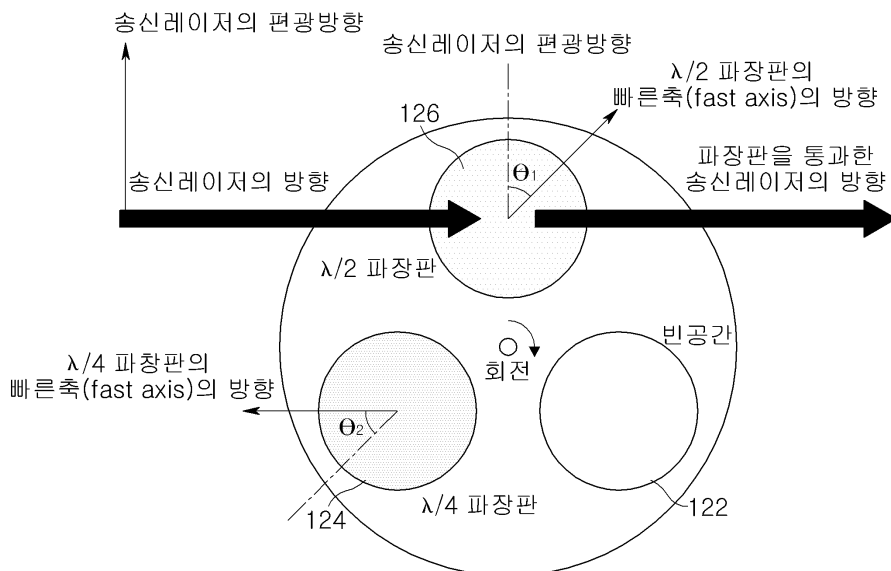 송신레이저의 편광방향
송신레이저의 편광방향
λ/2 파장판의
빠른축(fast axis)의 방향
126
송신레이저의 방향
θ1
파장판을 통과한
송신레이저의 방향
λ/2 파장판
빈공간
λ/4 파창판의
빠른축(fast axis)의 방향
회전
θ2
124
λ/4 파장판
122